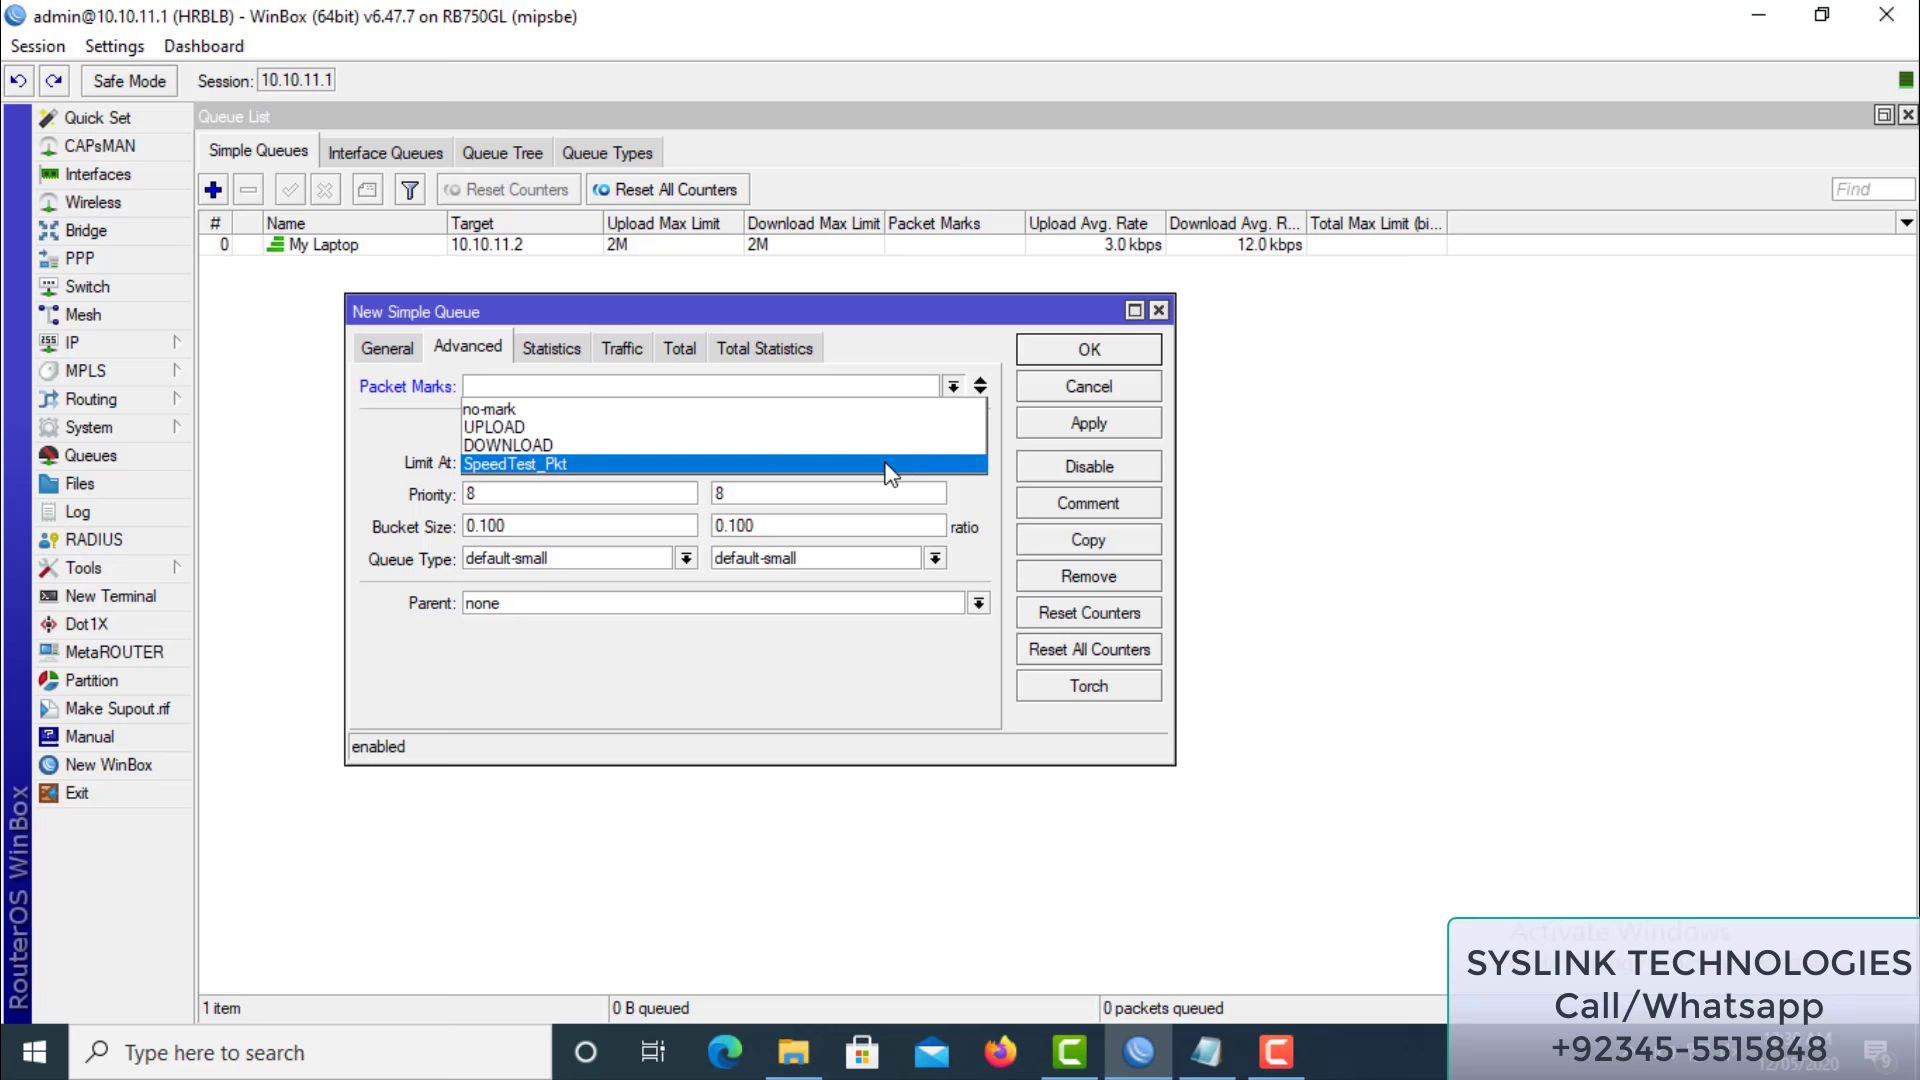 admin@10.10.11.1 (HRBLB) - WinBox (64bit) v6.47.7 on RB750GL (mipsbe)
Session Settings Dashboard
Safe Mode Session: 10.10.11.1
Quick Set
CAPsMAN
Interfaces
Wireless
Bridge
PPP
Switch
Mesh
IP
MPLS
Routing
System
Queues
Files
Log
RADIUS
Tools
New Terminal
Dot1X
MetaROUTER
Partition
Make Supout.rif
Manual
New WinBox
Exit
RouterOS WinBox
Queue List
Simple Queues Interface Queues Queue Tree Queue Types
Reset Counters Reset All Counters Find
# Name Target Upload Max Limit Download Max Limit Packet Marks Upload Avg. Rate Download Avg. R... Total Max Limit (bi...
0 My Laptop 10.10.11.2 2M 2M 3.0 kbps 12.0 kbps
New Simple Queue
General Advanced Statistics Traffic Total Total Statistics
Packet Marks:
no-mark
UPLOAD
DOWNLOAD
SpeedTest_Pkt
Limit At:
Priority: 8 8
Bucket Size: 0.100 0.100 ratio
Queue Type: default-small default-small
Parent: none
OK
Cancel
Apply
Disable
Comment
Copy
Remove
Reset Counters
Reset All Counters
Torch
enabled
1 item 0 B queued 0 packets queued
Activate Windows
SYSLINK TECHNOLOGIES
Call/Whatsapp
+92345-5515848
Type here to search
12/05/2020
9